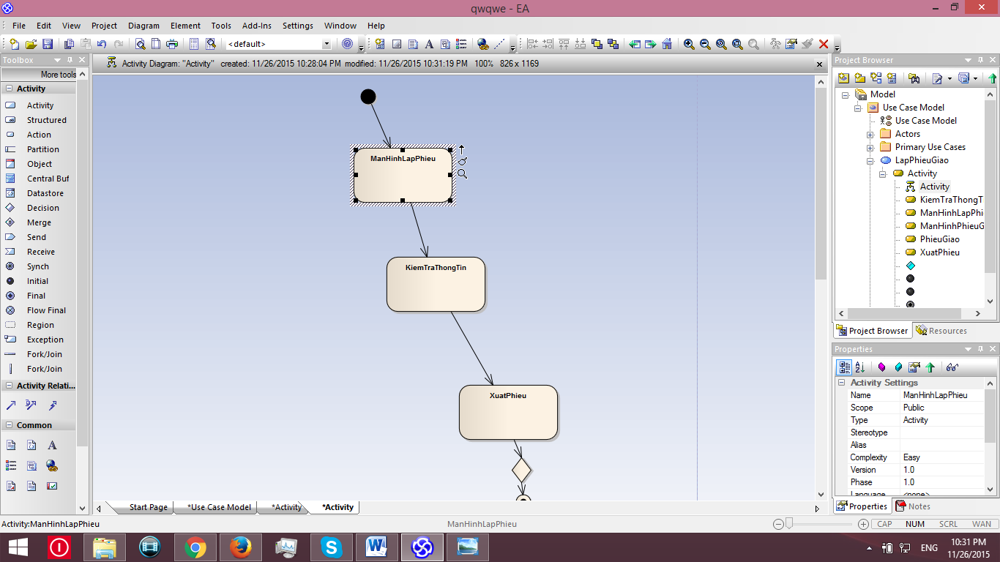 qwqwe - EA
File Edit View Project Diagram Element Tools Add-Ins Settings Window Help
<default>
Toolbox
More tools
Activity
Activity
Structured
Action
Partition
Object
Central Buf
Datastore
Decision
Merge
Send
Receive
Synch
Initial
Final
Flow Final
Region
Exception
Fork/Join
Fork/Join
Activity Relati...
Common
Activity Diagram: "Activity" created: 11/26/2015 10:28:04 PM modified: 11/26/2015 10:31:19 PM 100% 826 x 1169
ManHinhLapPhieu
KiemTraThongTin
XuatPhieu
Start Page *Use Case Model *Activity *Activity
Project Browser
Model
Use Case Model
Use Case Model
Actors
Primary Use Cases
LapPhieuGiao
Activity
Activity
KiemTraThongT
ManHinhLapPhi
ManHinhPhieuG
PhieuGiao
XuatPhieu
Project Browser Resources
Properties
Activity Settings
Name ManHinhLapPhieu
Scope Public
Type Activity
Stereotype
Alias
Complexity Easy
Version 1.0
Phase 1.0
Language <none>
Properties Notes
Activity:ManHinhLapPhieu ManHinhLapPhieu CAP NUM SCRL WAN
ENG 10:31 PM
11/26/2015